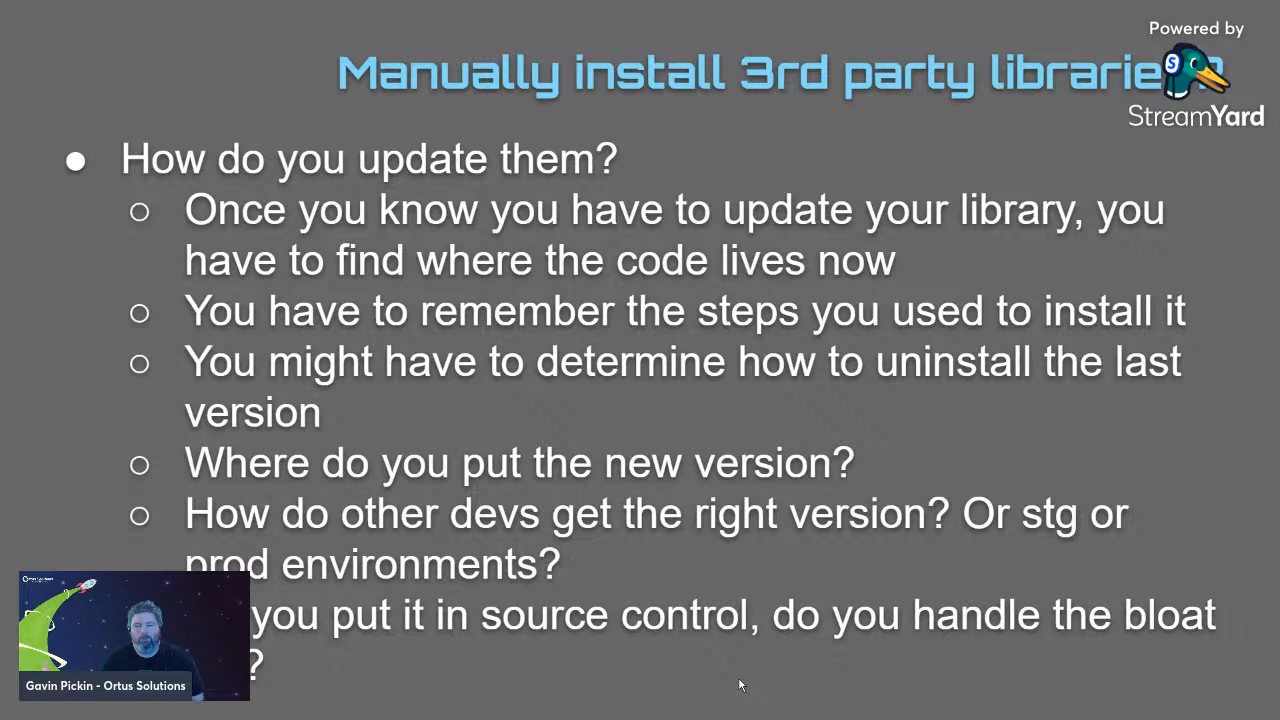 Powered by
StreamYard
Manually install 3rd party librarie
● How do you update them?
○ Once you know you have to update your library, you
have to find where the code lives now
○ You have to remember the steps you used to install it
○ You might have to determine how to uninstall the last
version
○ Where do you put the new version?
○ How do other devs get the right version? Or stg or
prod environments?
you put it in source control, do you handle the bloat
?
Gavin Pickin - Ortus Solutions